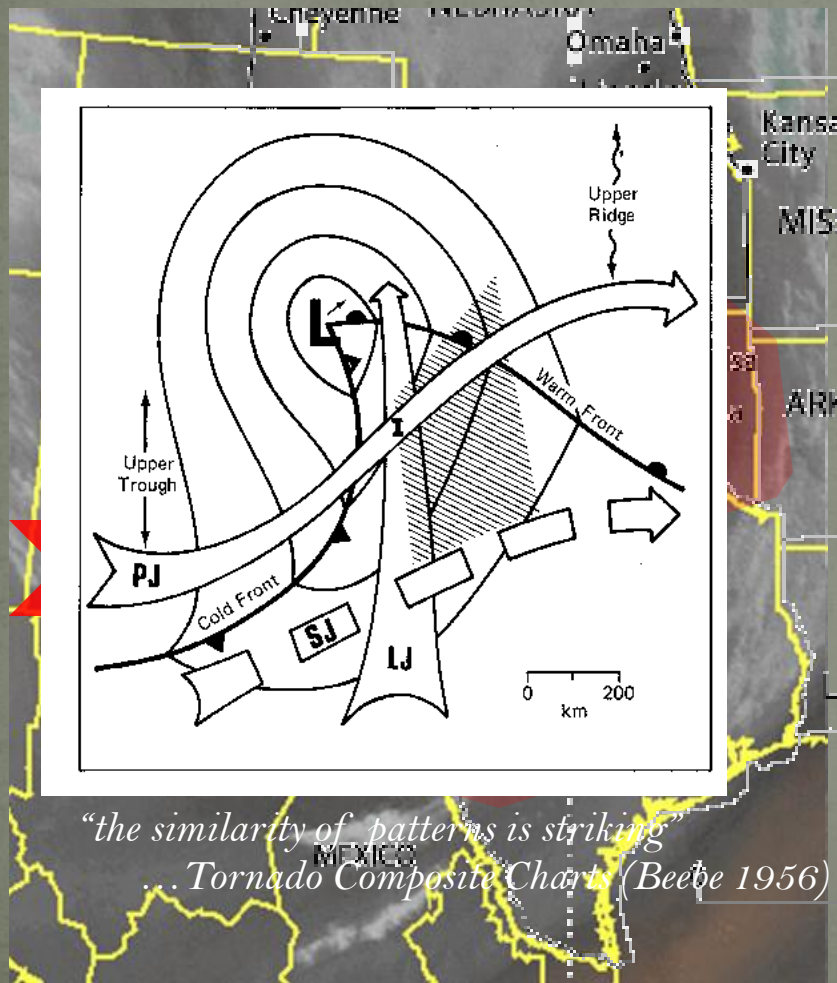 Cheyenne
Omaha
Kansa
City
MIS
Upper
Ridge
L
ARK
Warm Front
I
Upper
Trough
PJ
Cold Front
SJ
LJ
0 200
km
MEXICO
“the similarity of patterns is striking”
…Tornado Composite Charts (Beebe 1956)